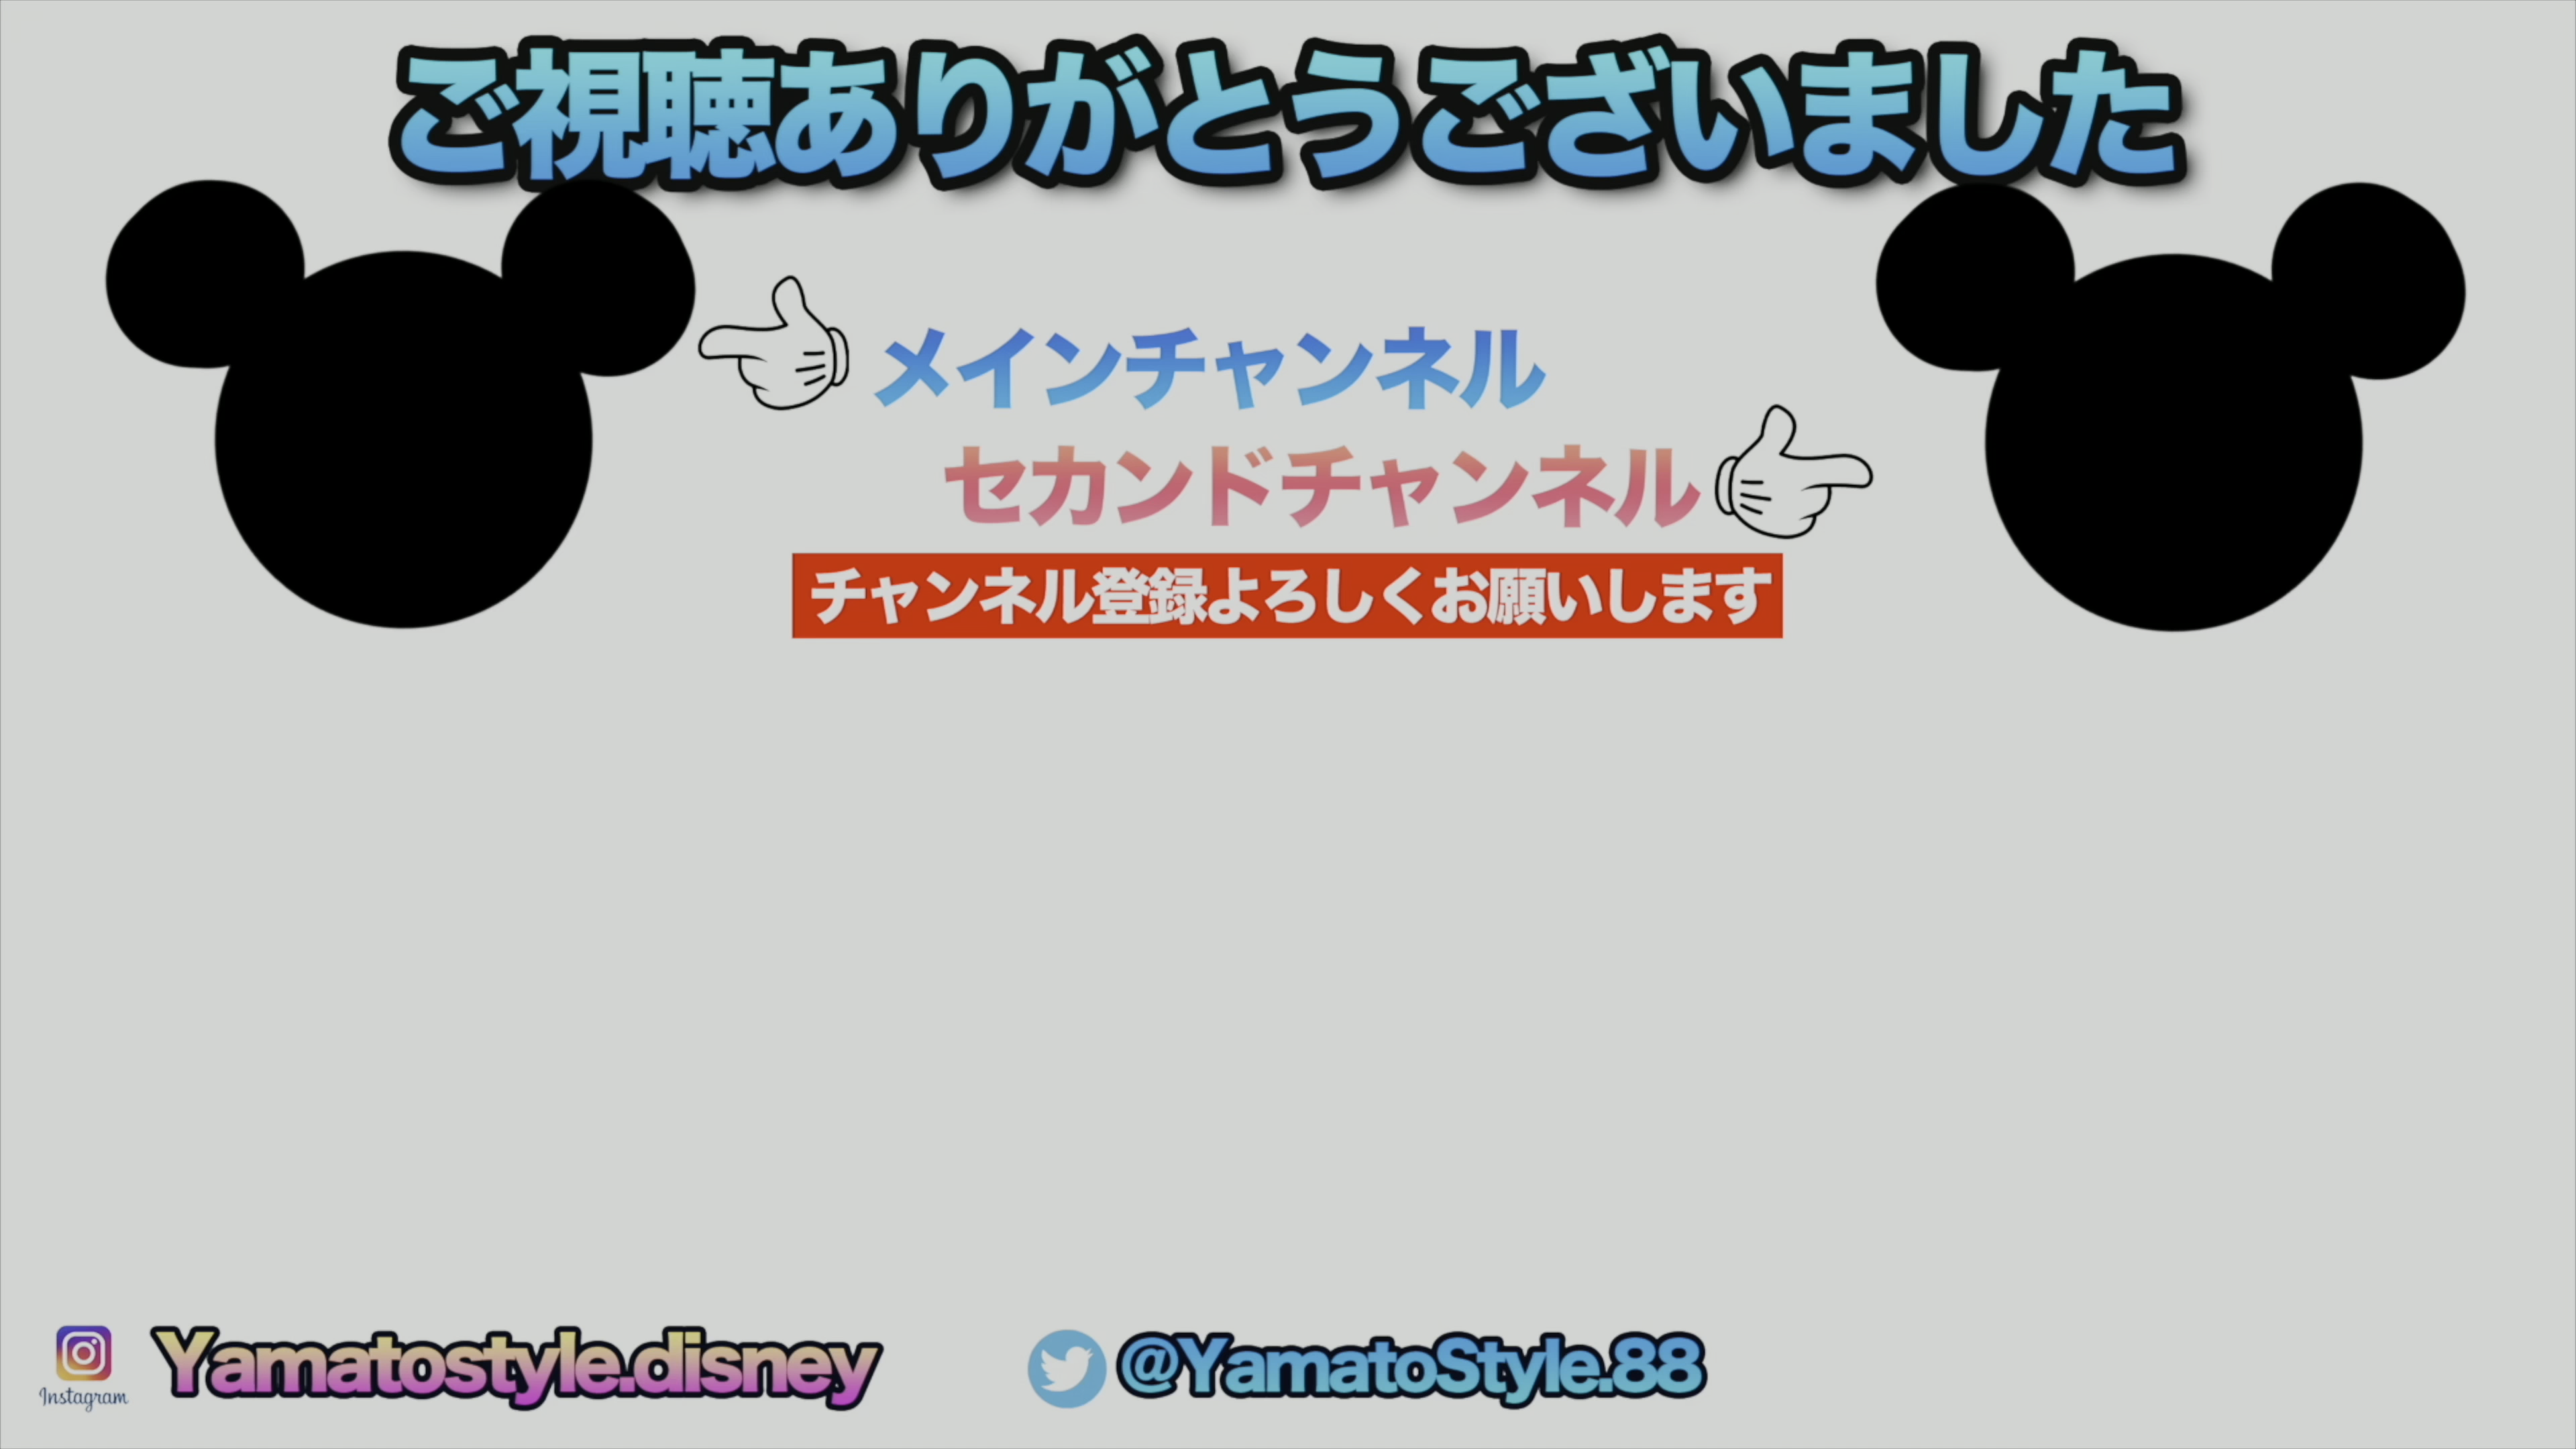 ご視聴ありがとうございました
メインチャンネル
セカンドチャンネル
チャンネル登録よろしくお願いします
Instagram
Yamatostyle.disney
@YamatoStyle.88